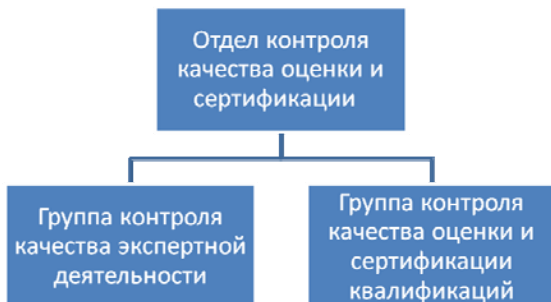 Отдел контроля
качества оценки и
сертификации
Группа контроля
качества экспертной
деятельности
Группа контроля
качества оценки и
сертификации
квалификаций